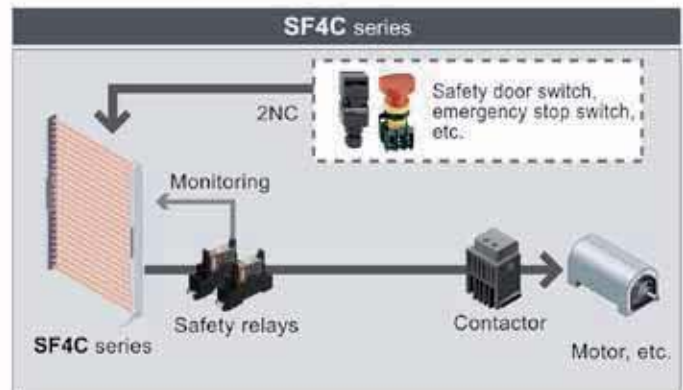 SF4C series
2NC
Safety door switch,
emergency stop switch,
etc.
Monitoring
Safety relays
Contactor
SF4C series
Motor, etc.